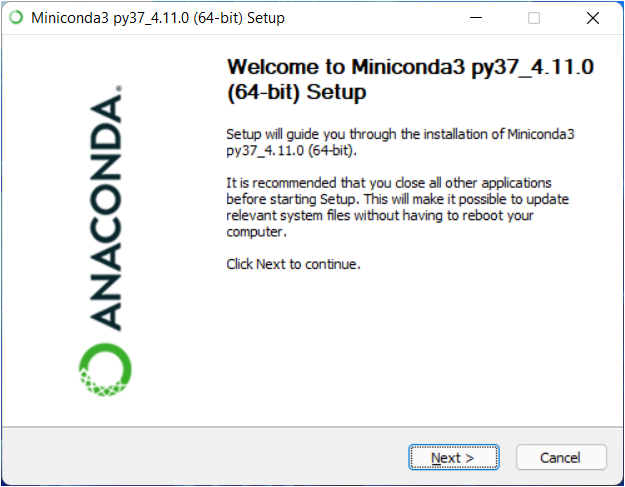 Miniconda3 py37_4.11.0 (64-bit) Setup
Welcome to Miniconda3 py37_4.11.0
(64-bit) Setup
Setup will guide you through the installation of Miniconda3
py37_4.11.0 (64-bit).
It is recommended that you close all other applications
before starting Setup. This will make it possible to update
relevant system files without having to reboot your
computer.
Click Next to continue.
ANACONDA.
Next >
Cancel